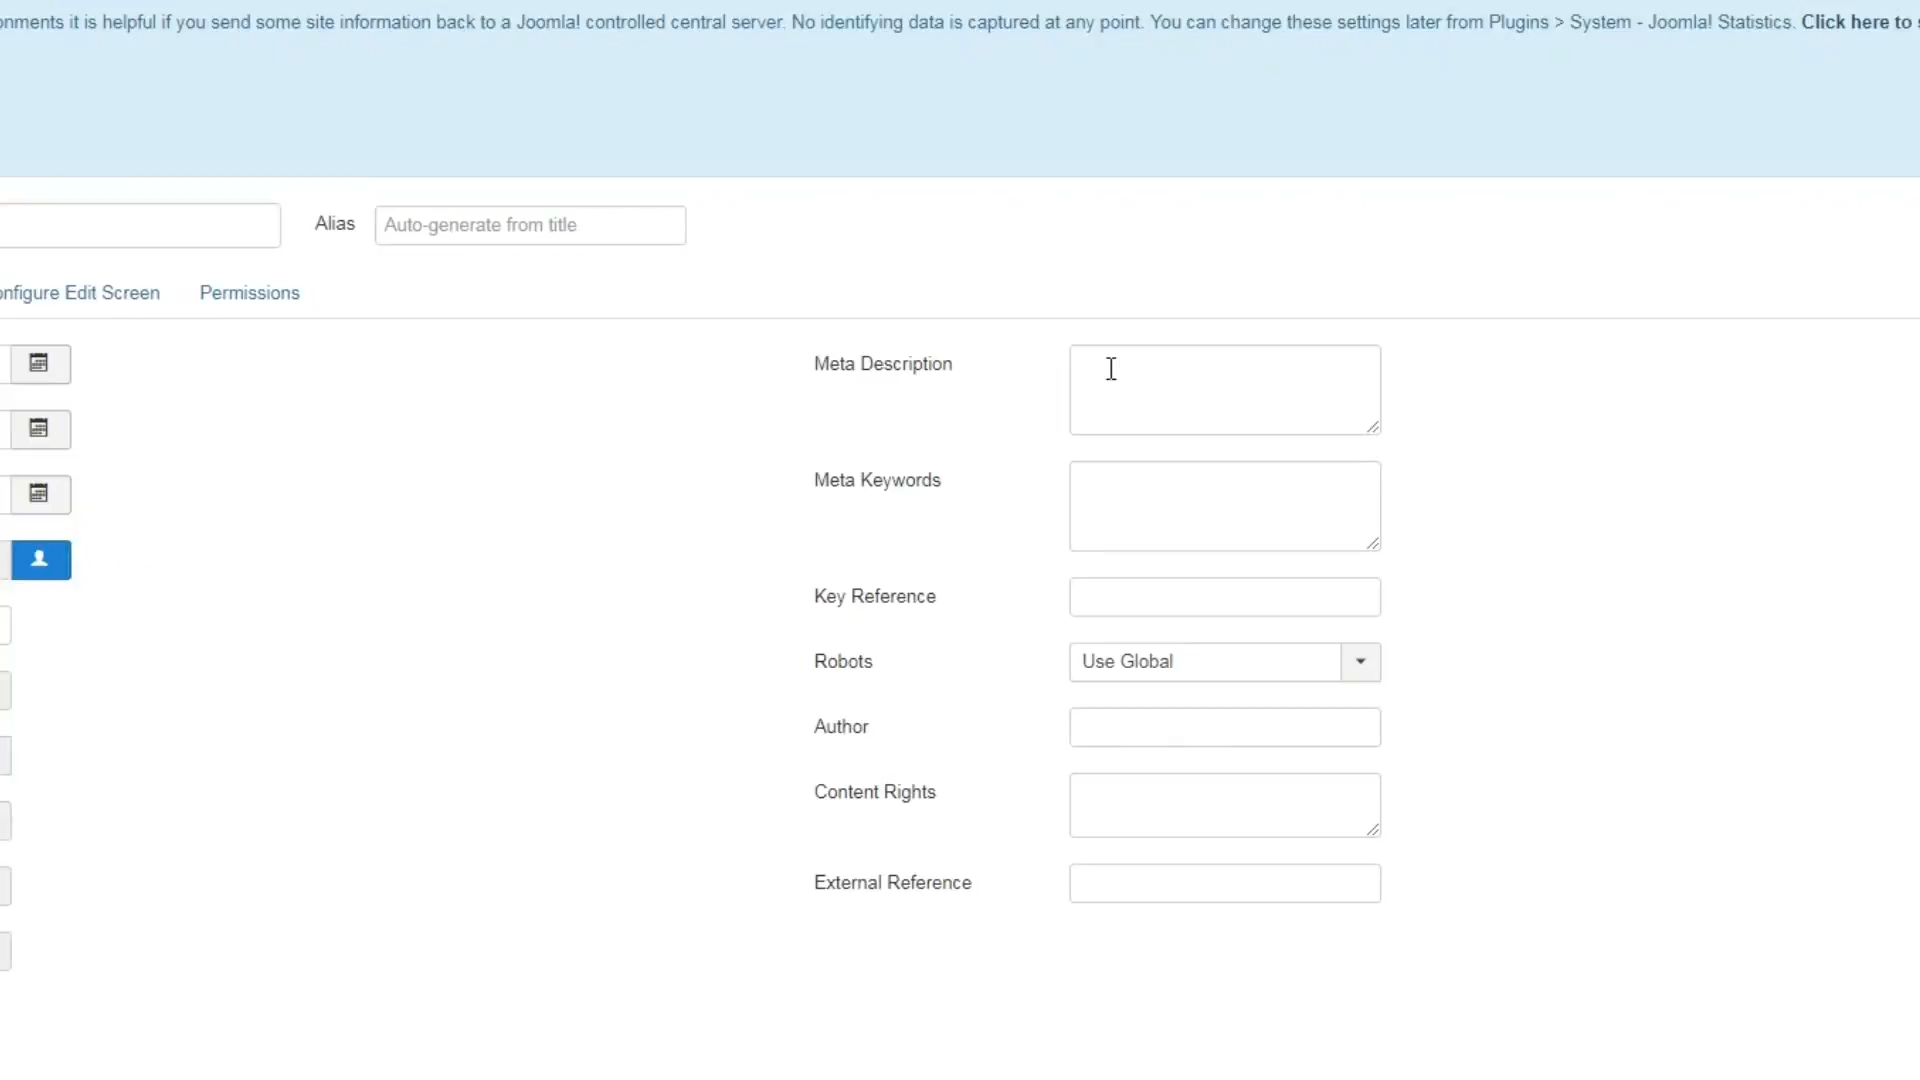 it is helpful if you send some site information back to a Joomla! controlled central server. No identifying data is captured at any point. You can change these settings later from Plugins > System - Joomla! Statistics. Click here to
Alias Auto-generate from title
Edit Screen Permissions
Meta Description
Meta Keywords
Key Reference
Robots Use Global
Author
Content Rights
External Reference